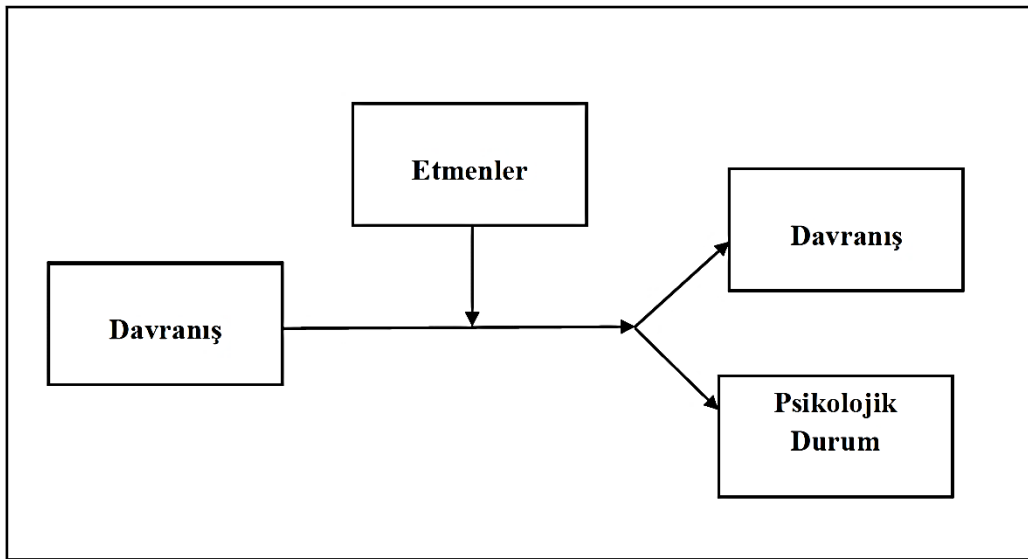 Etmenler
Davranış
Davranış
Psikolojik
Durum